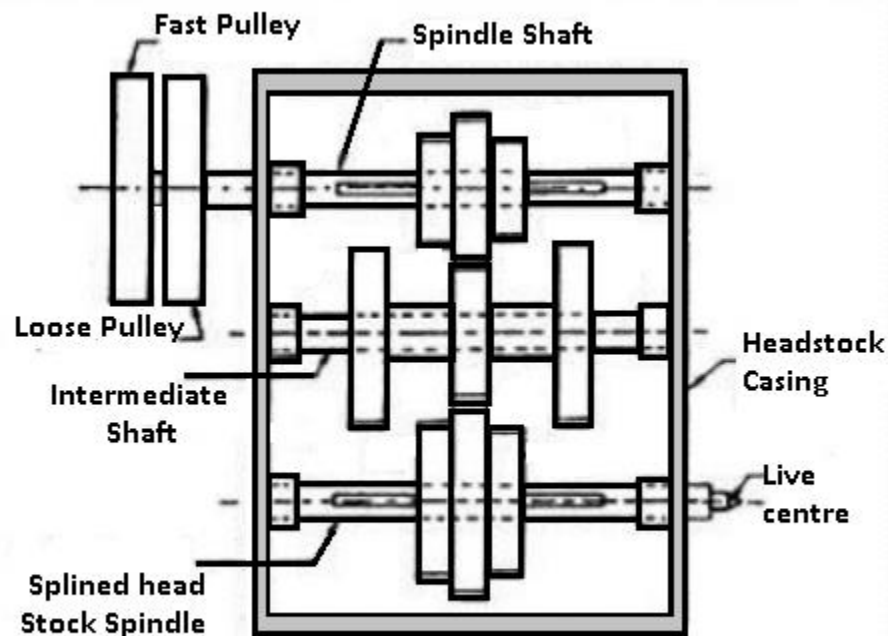 Fast Pulley
Spindle Shaft
Loose Pulley
Intermediate
Shaft
Headstock
Casing
Live
centre
Splined head
Stock Spindle